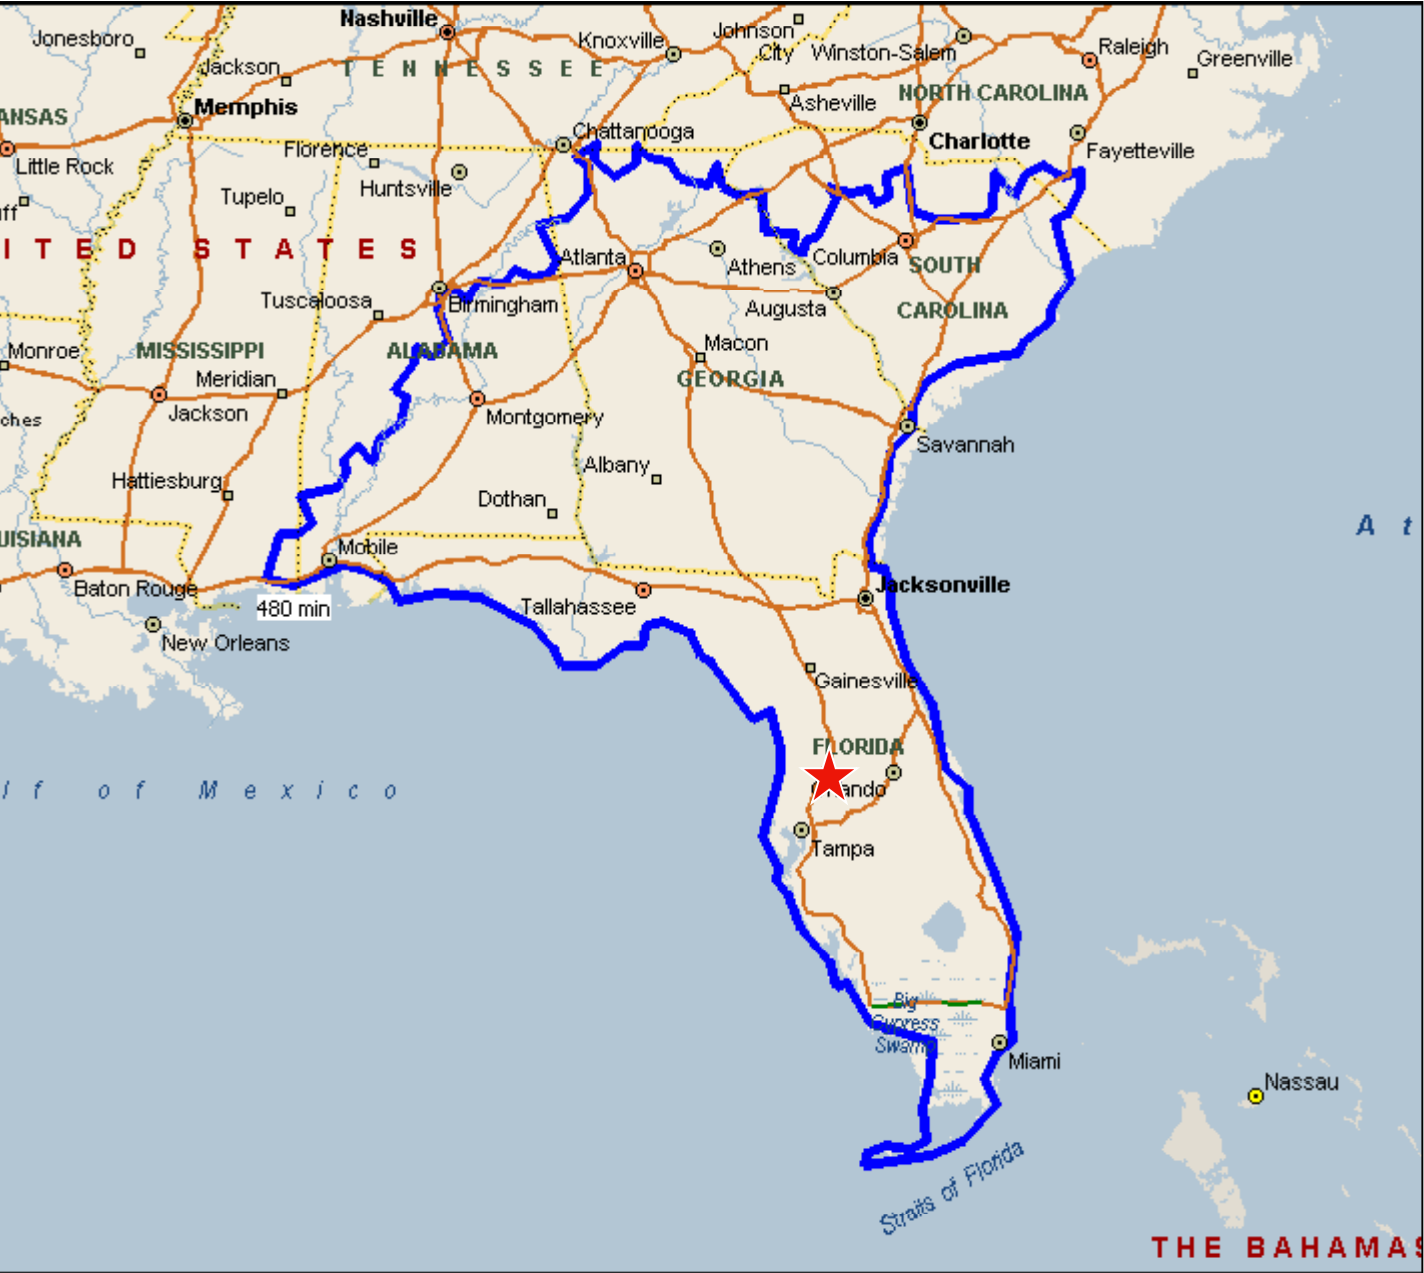 Nashville
Jonesboro
Jackson
TENNESSEE
Knoxville
Johnson
City
Winston-Salem
Raleigh
Greenville
ANSAS
Memphis
Asheville
NORTH CAROLINA
Little Rock
Florence
Chattanooga
Charlotte
Fayetteville
Huntsville
Tupelo
ff
ITED STATES
Atlanta
Athens
Columbia
SOUTH
CAROLINA
Tuscaloosa
Birmingham
Augusta
Monroe
MISSISSIPPI
ALABAMA
Macon
GEORGIA
Meridian
Jackson
ches
Montgomery
Savannah
Hattiesburg
Albany
Dothan
A t
UISIANA
Mobile
Baton Rouge
480 min
Tallahassee
Jacksonville
New Orleans
Gainesville
FLORIDA
lf of Mexico
Tampa
Big
Cypress
Swamp
Miami
Nassau
Straits of Florida
THE BAHAMAS